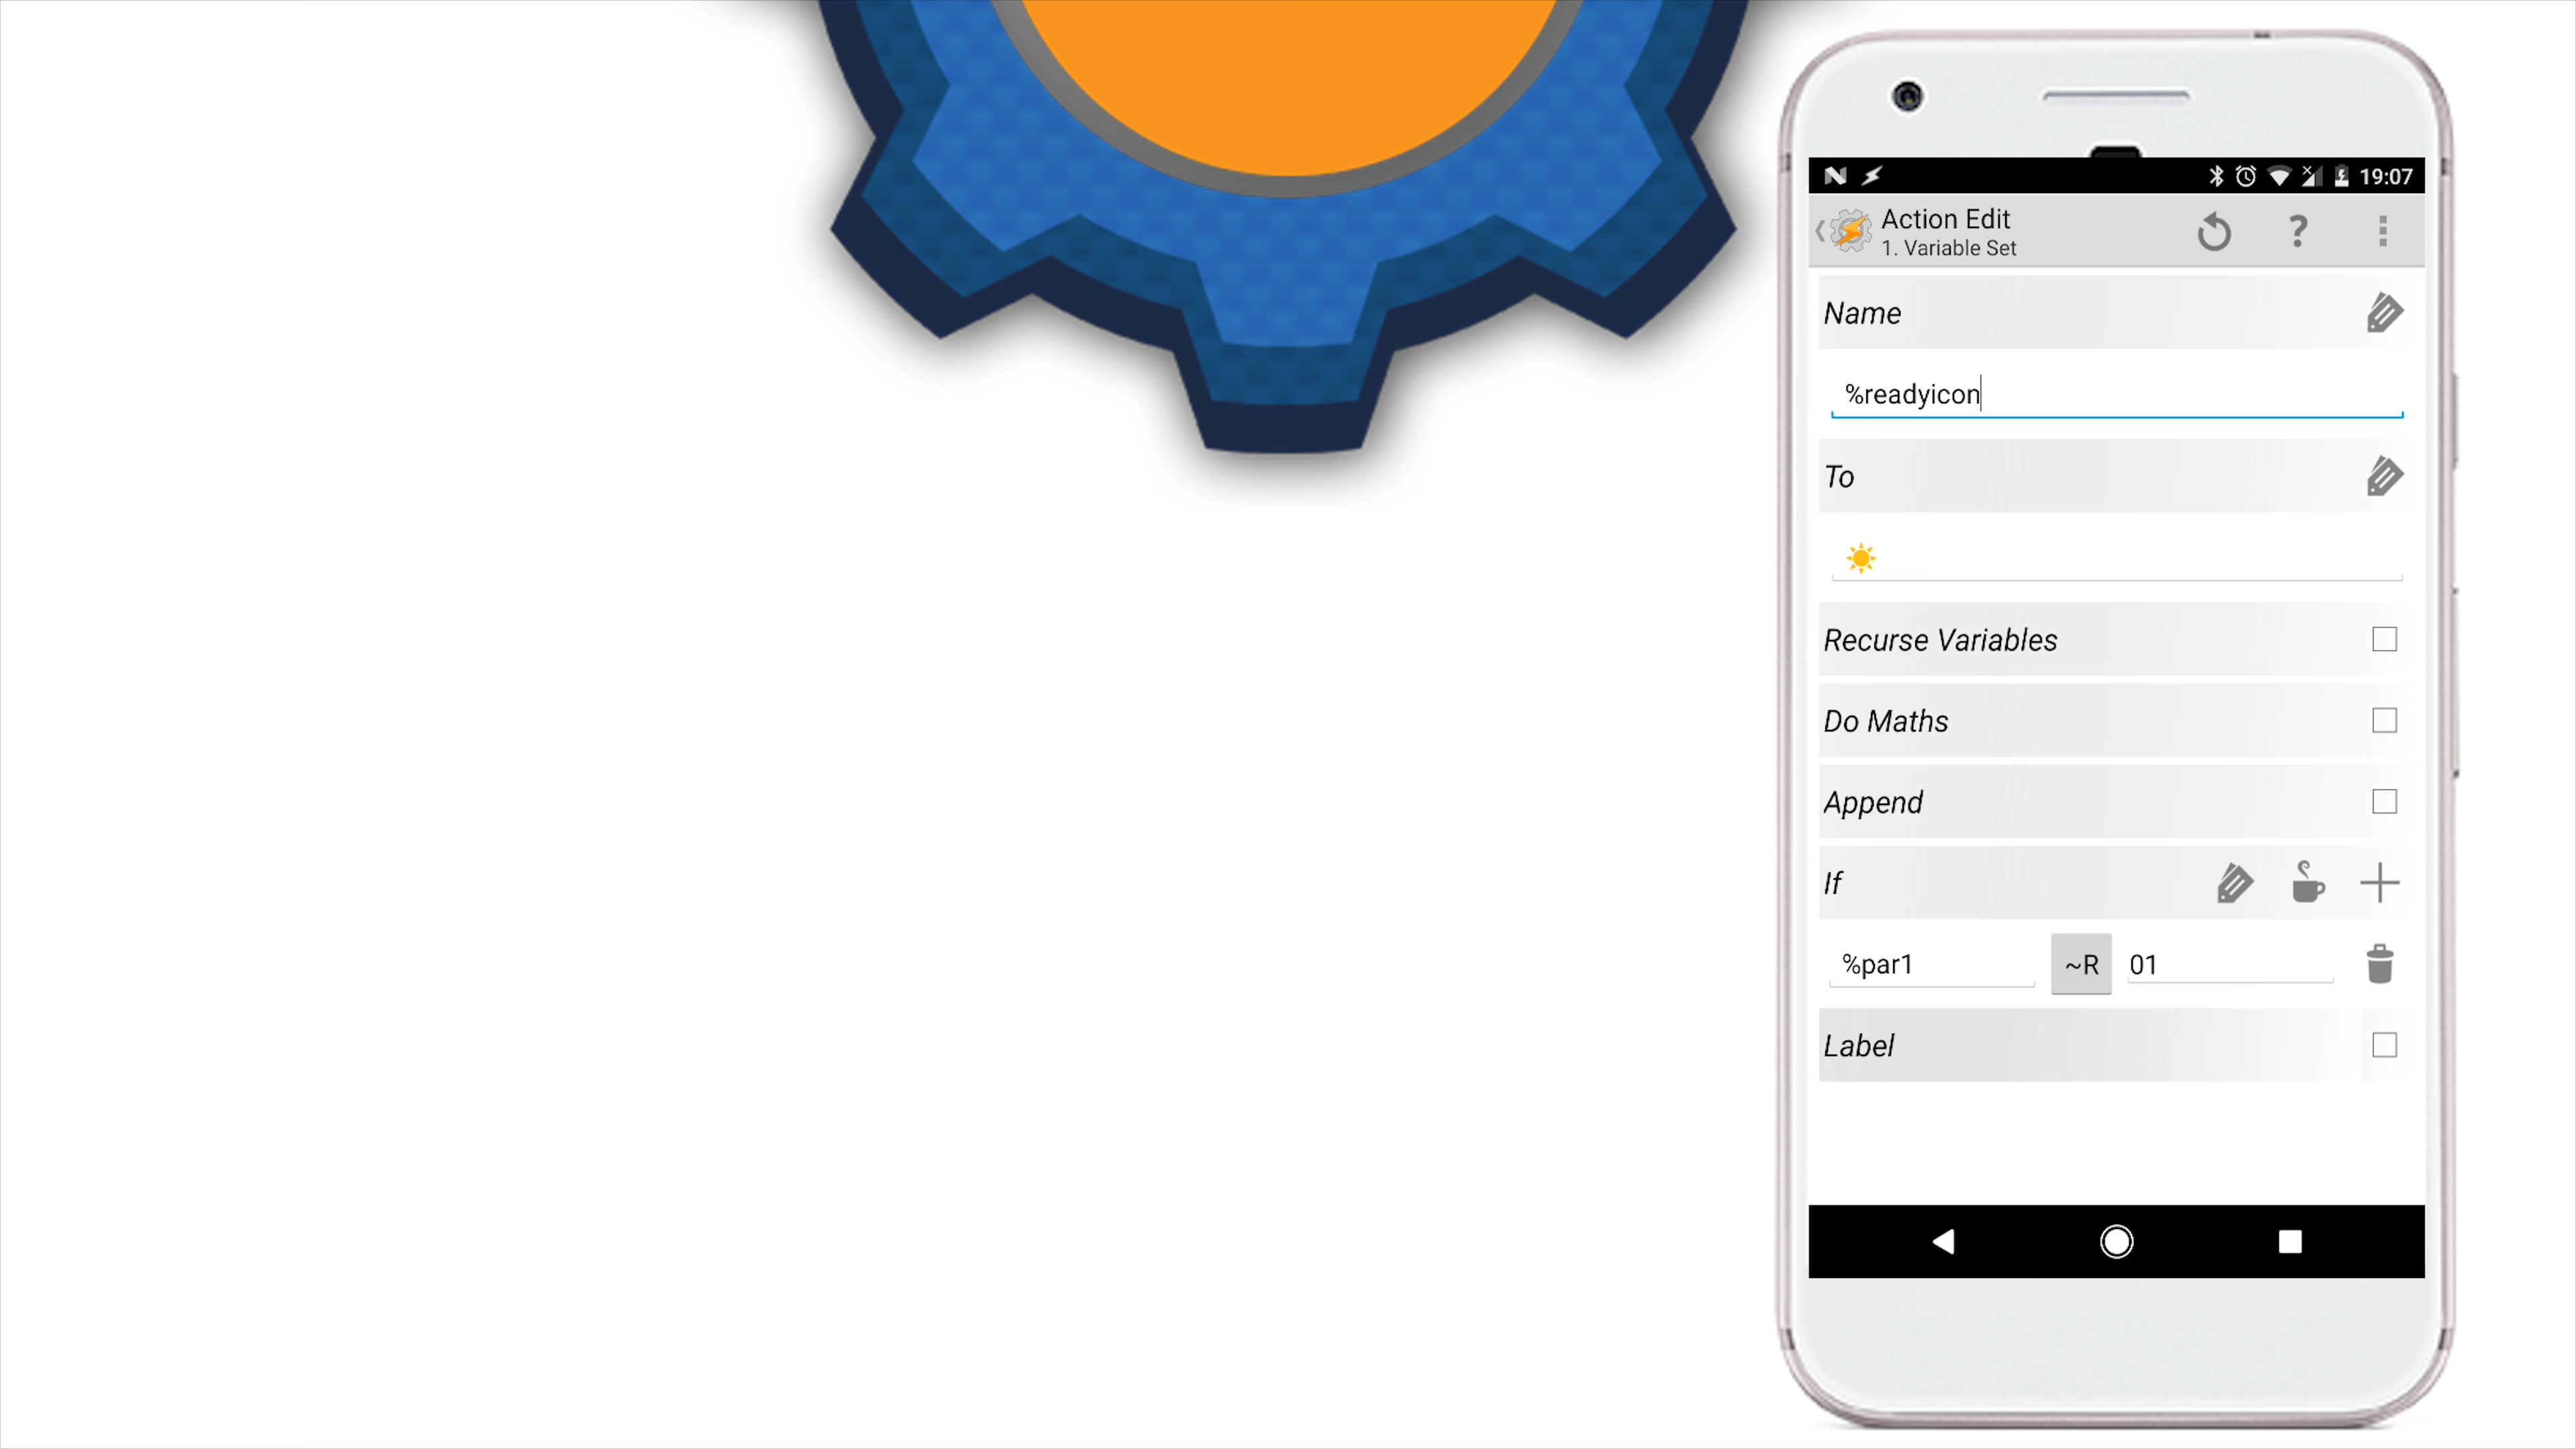 19:07
Action Edit
1. Variable Set
Name
%readyicon
To
Recurse Variables
Do Maths
Append
If
%par1 ~R 01
Label